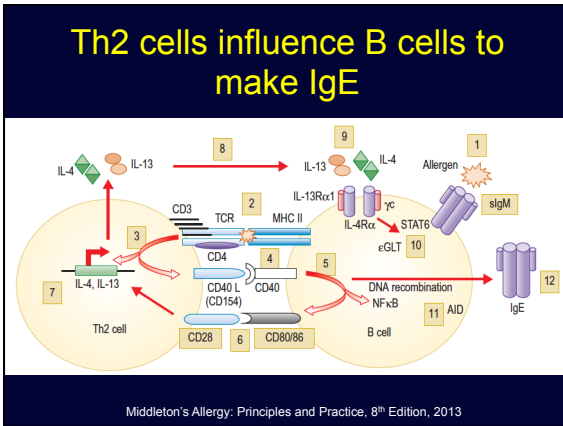 Th2 cells influence B cells to
make IgE
IL-4
IL-13
8
9
IL-13
IL-4
1
Allergen
IL-13Rα1
γc
IL-4Rα
STAT6
sIgM
εGLT
10
CD3
TCR
2
MHC II
3
CD4
4
5
CD40 L
(CD154)
CD40
DNA recombination
NFκB
11
AID
12
IgE
7
IL-4, IL-13
Th2 cell
CD28
6
CD80/86
B cell
Middleton's Allergy: Principles and Practice, 8th Edition, 2013